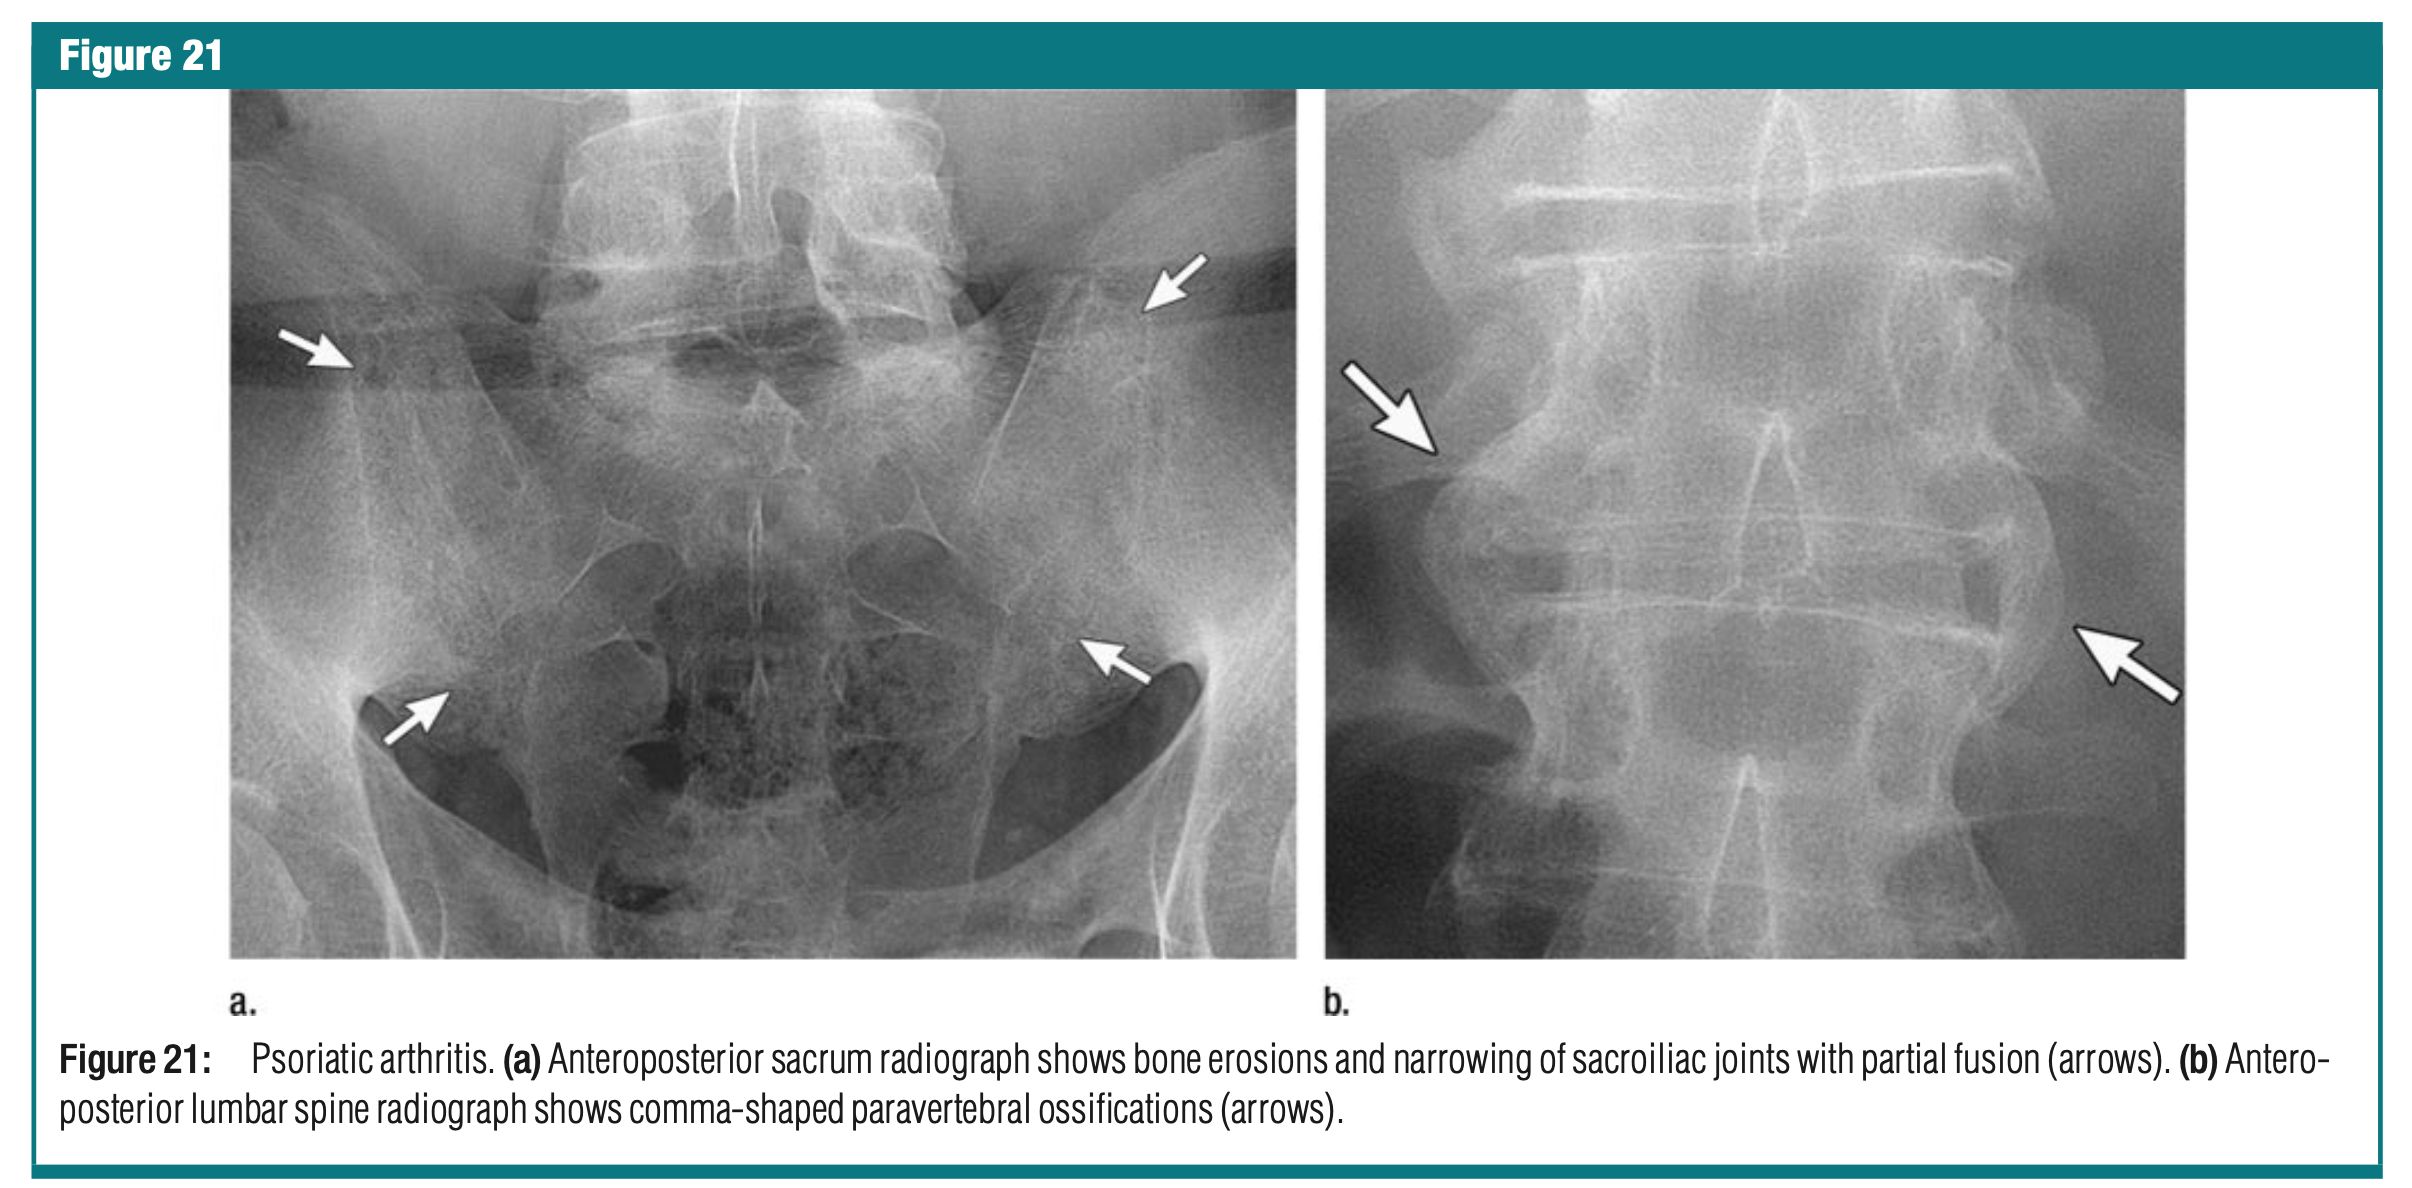 Figure 21
a.
b.
Figure 21: Psoriatic arthritis. (a) Anteroposterior sacrum radiograph shows bone erosions and narrowing of sacroiliac joints with partial fusion (arrows). (b) Antero-
posterior lumbar spine radiograph shows comma-shaped paravertebral ossifications (arrows).